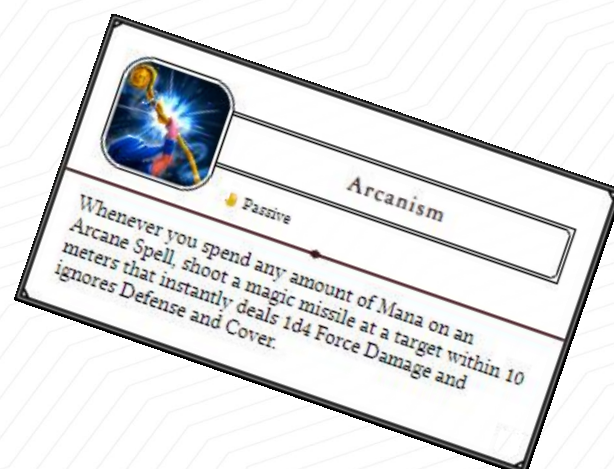 Arcanism
Passive
Whenever you spend any amount of Mana on an
Arcane Spell, shoot a magic missile at a target within 10
meters that instantly deals 1d4 Force Damage and
ignores Defense and Cover.